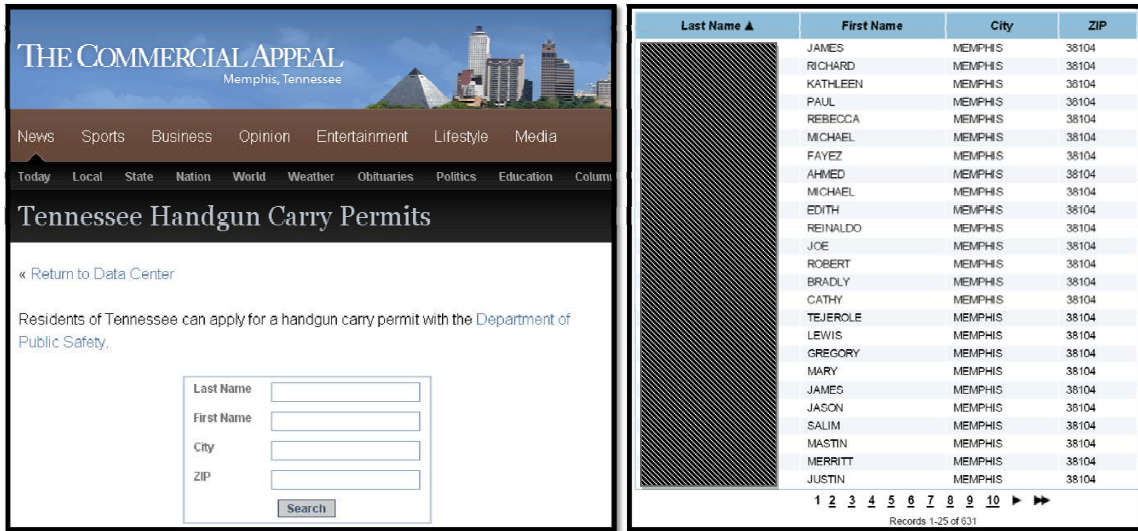 THE COMMERCIAL APPEAL
Memphis, Tennessee
News Sports Business Opinion Entertainment Lifestyle Media
Today Local State Nation World Weather Obituaries Politics Education Colum
Tennessee Handgun Carry Permits
« Return to Data Center
Residents of Tennessee can apply for a handgun carry permit with the Department of
Public Safety.
Last Name
First Name
City
ZIP
Search
Last Name ▲ First Name City ZIP
JAMES MEMPHIS 38104
RICHARD MEMPHIS 38104
KATHLEEN MEMPHIS 38104
PAUL MEMPHIS 38104
REBECCA MEMPHIS 38104
MICHAEL MEMPHIS 38104
FAYEZ MEMPHIS 38104
AHMED MEMPHIS 38104
MICHAEL MEMPHIS 38104
EDITH MEMPHIS 38104
REINALDO MEMPHIS 38104
JOE MEMPHIS 38104
ROBERT MEMPHIS 38104
BRADLY MEMPHIS 38104
CATHY MEMPHIS 38104
TEJEROLE MEMPHIS 38104
LEWIS MEMPHIS 38104
GREGORY MEMPHIS 38104
MARY MEMPHIS 38104
JAMES MEMPHIS 38104
JASON MEMPHIS 38104
SALIM MEMPHIS 38104
MASTIN MEMPHIS 38104
MERRITT MEMPHIS 38104
JUSTIN MEMPHIS 38104
1 2 3 4 5 6 7 8 9 10
Records 1-25 of 631